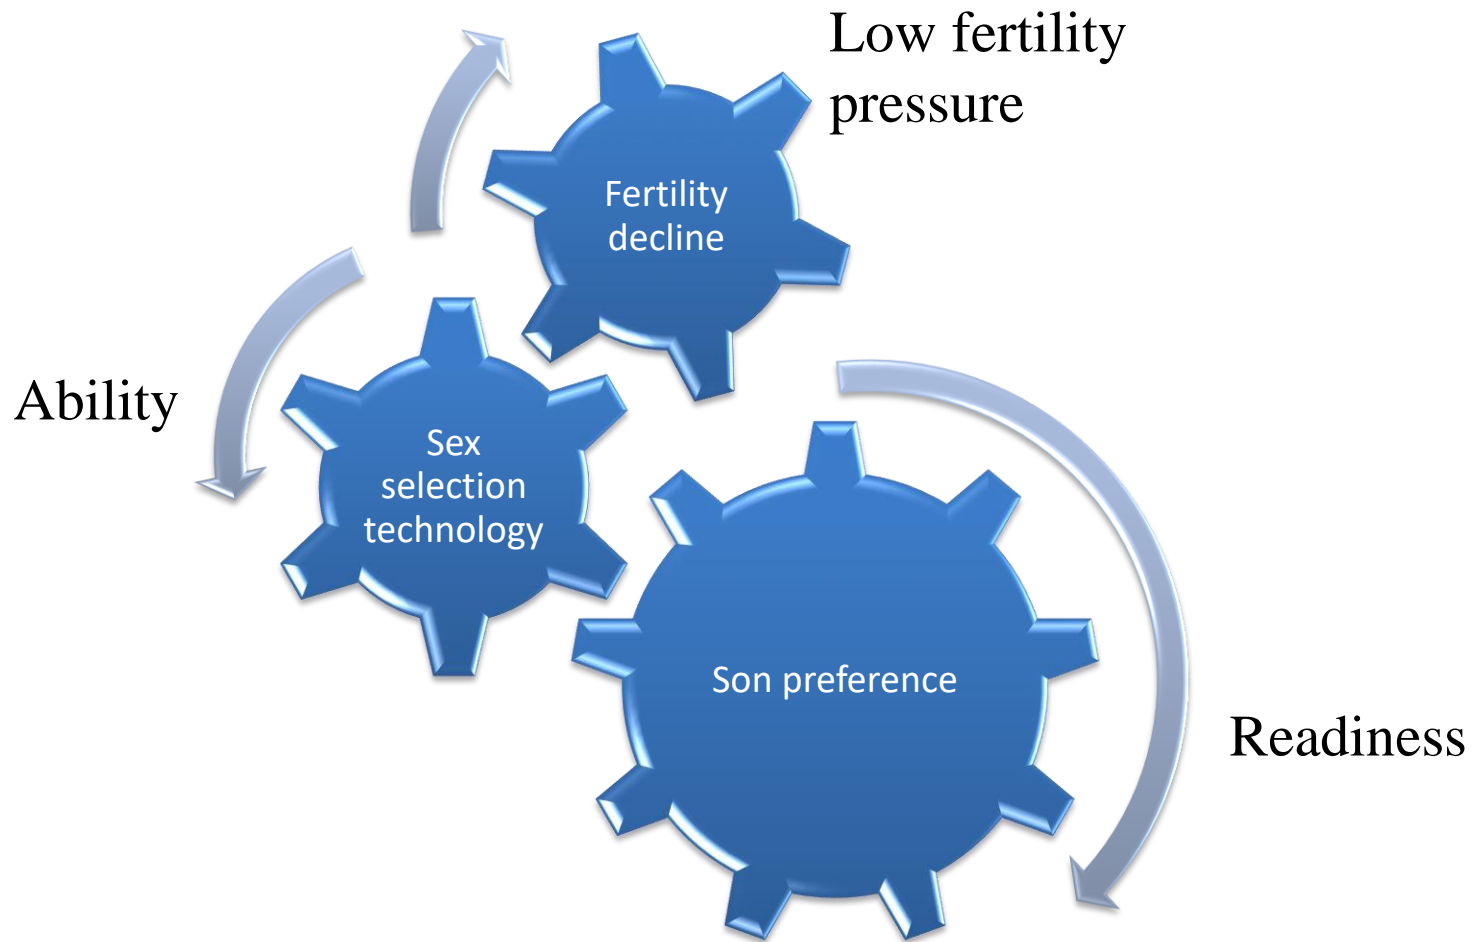 Low fertility
pressure
Fertility
decline
Ability
Sex
selection
technology
Son preference
Readiness